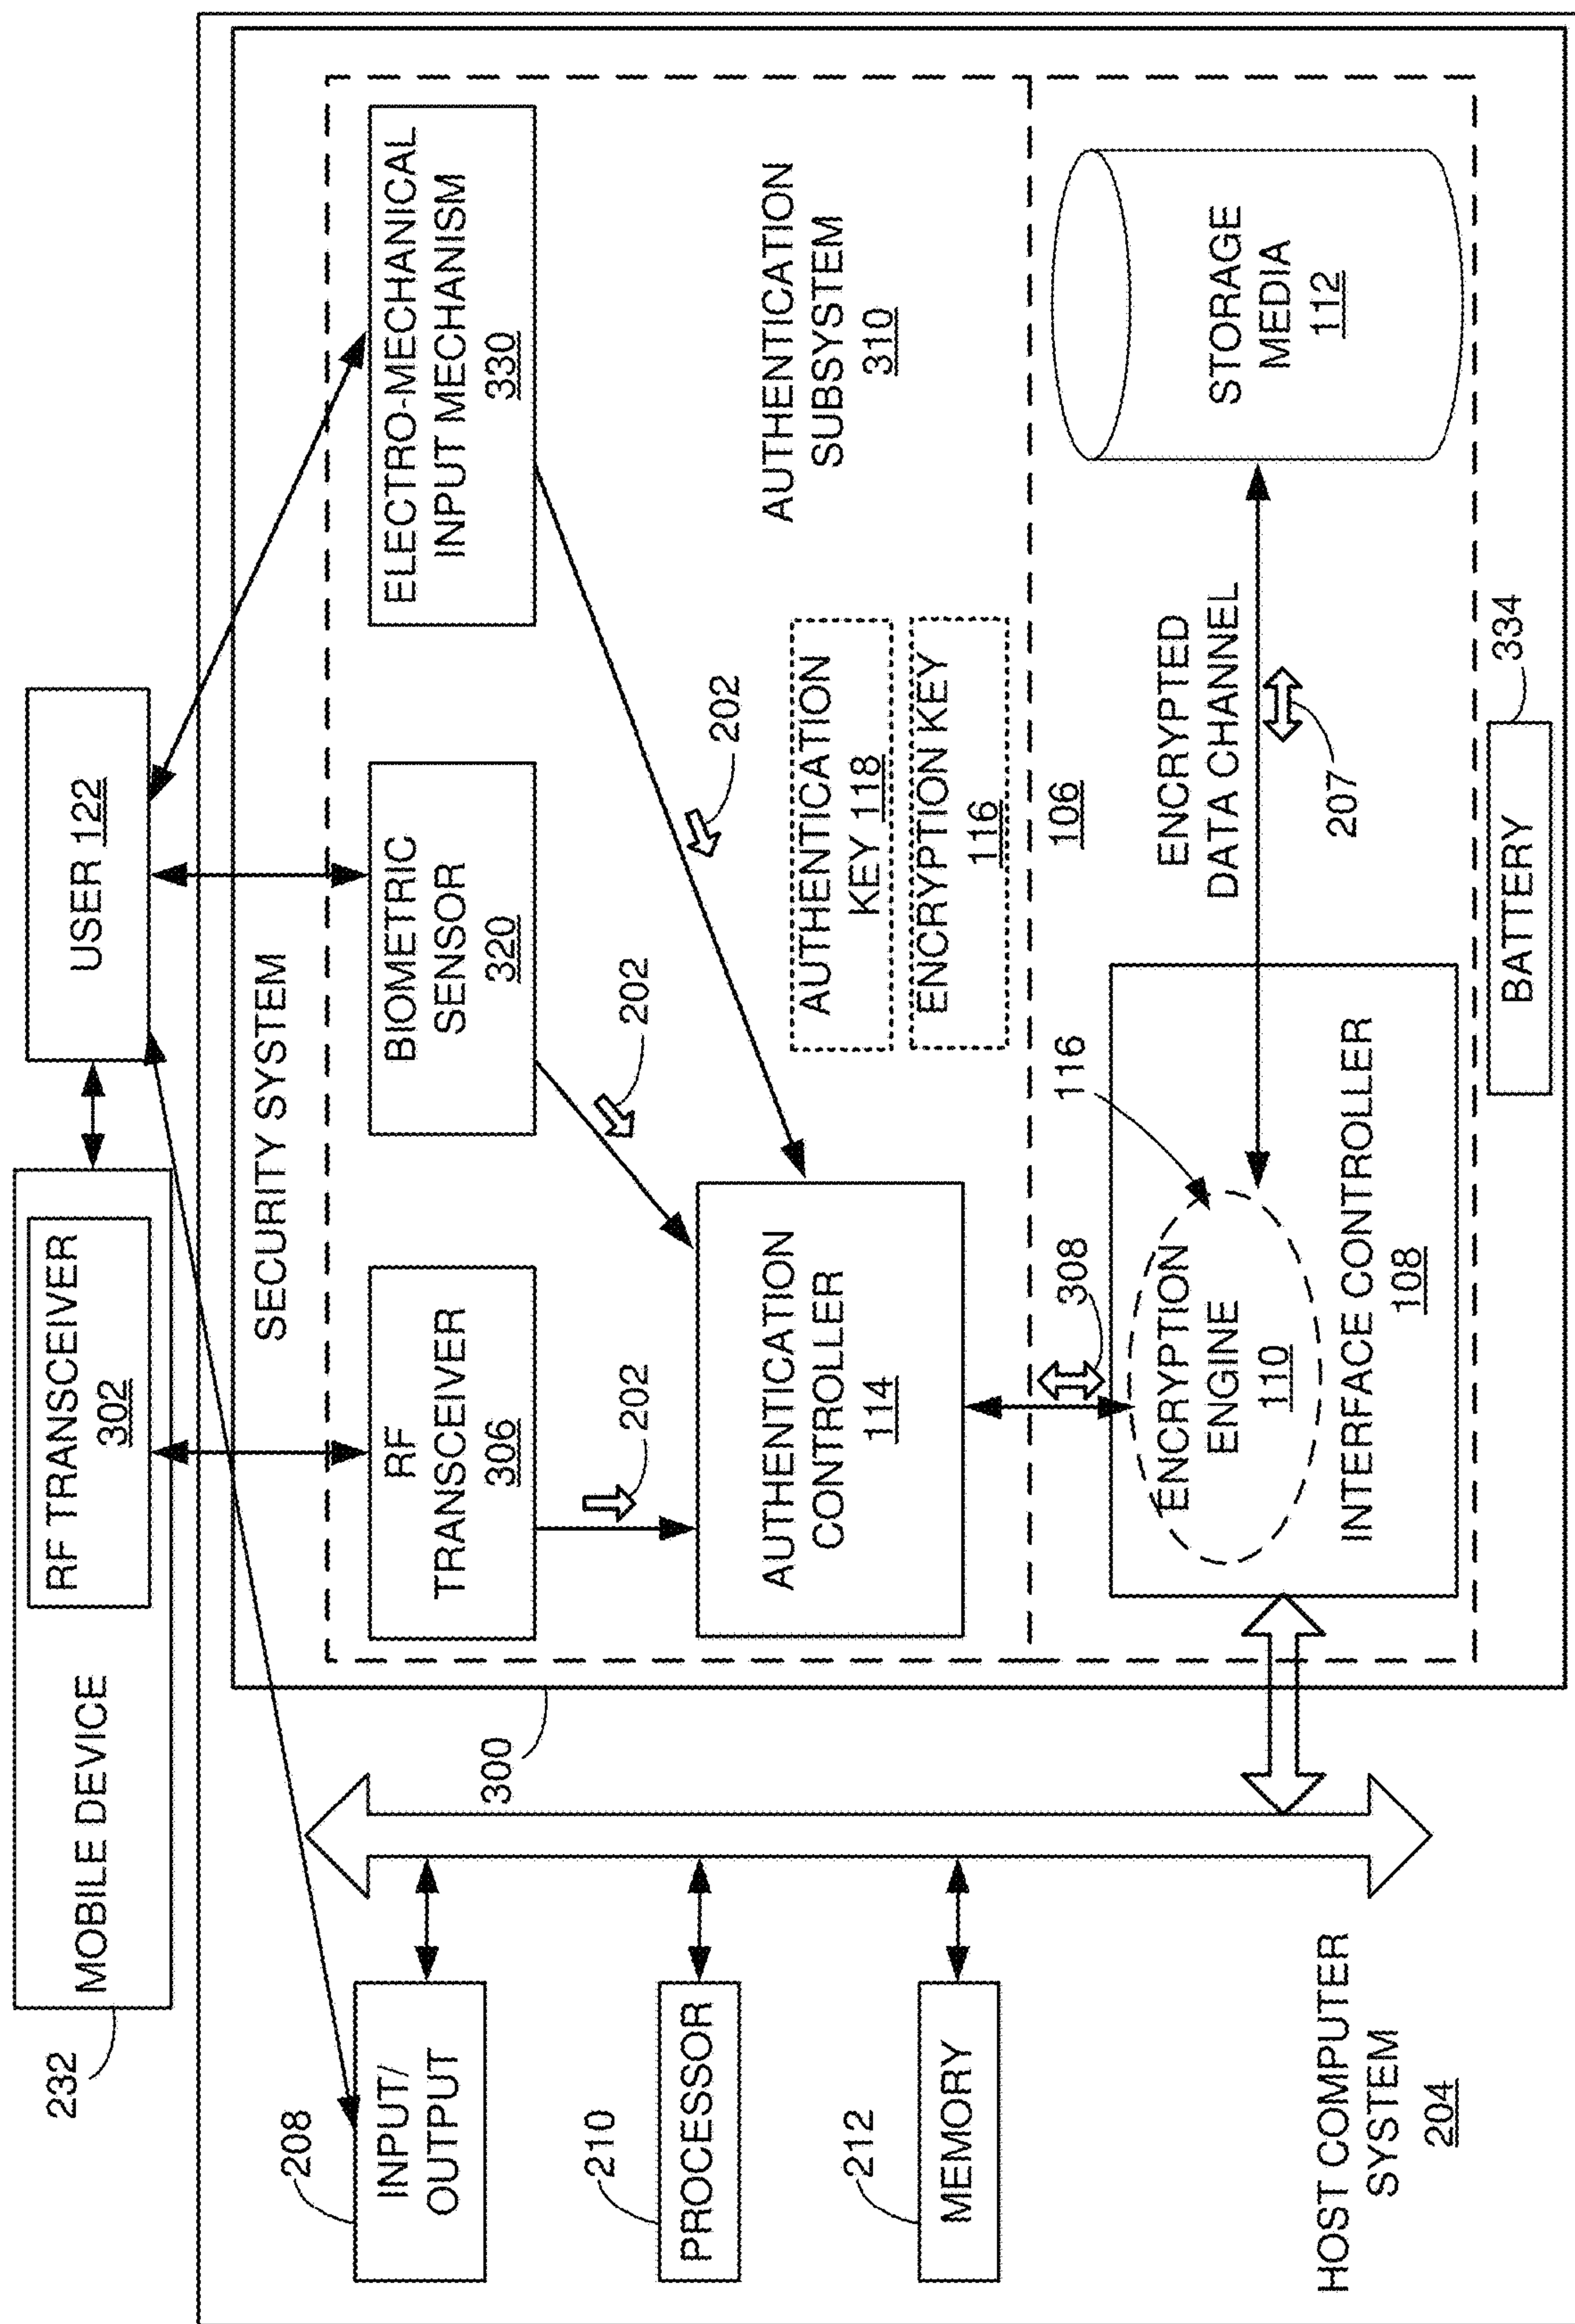 232
MOBILE DEVICE
RF TRANSCEIVER
302
USER 122
208
INPUT/
OUTPUT
210
PROCESSOR
212
MEMORY
HOST COMPUTER
SYSTEM
204
300
SECURITY SYSTEM
RF
TRANSCEIVER
306
BIOMETRIC
SENSOR
320
ELECTRO-MECHANICAL
INPUT MECHANISM
330
202
202
202
AUTHENTICATION
CONTROLLER
114
AUTHENTICATION
KEY 118
ENCRYPTION KEY
116
AUTHENTICATION
SUBSYSTEM
310
308
116
106
ENCRYPTION
ENGINE
110
INTERFACE CONTROLLER
108
ENCRYPTED
DATA CHANNEL
207
STORAGE
MEDIA
112
BATTERY
334